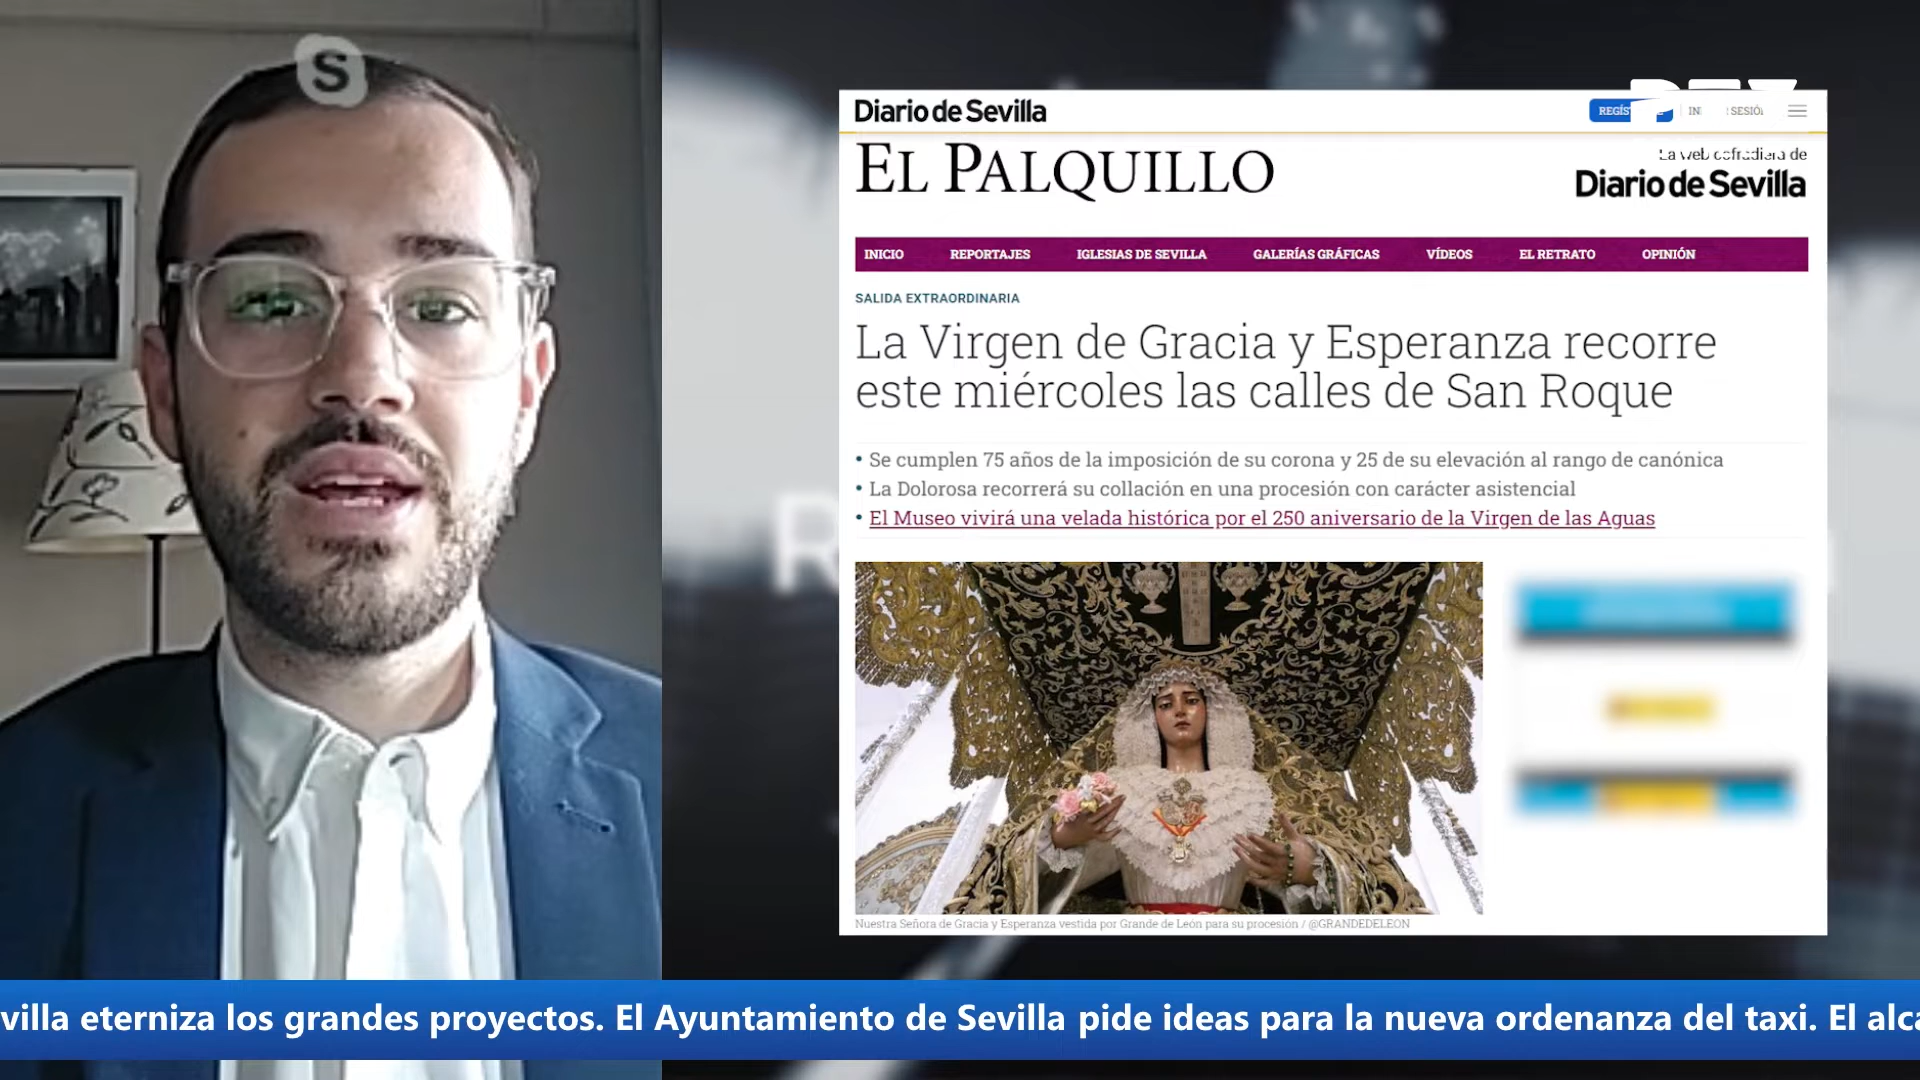 S
Diario de Sevilla
EL PALQUILLO
La web cofradiera de
Diario de Sevilla
INICIO REPORTAJES IGLESIAS DE SEVILLA GALERÍAS GRÁFICAS VÍDEOS EL RETRATO OPINIÓN
SALIDA EXTRAORDINARIA
La Virgen de Gracia y Esperanza recorre
este miércoles las calles de San Roque
• Se cumplen 75 años de la imposición de su corona y 25 de su elevación al rango de canónica
• La Dolorosa recorrerá su collación en una procesión con carácter asistencial
• El Museo vivirá una velada histórica por el 250 aniversario de la Virgen de las Aguas
Nuestra Señora de Gracia y Esperanza vestida por Grande de León para su procesión / @GRANDEDELEON
villa eterniza los grandes proyectos. El Ayuntamiento de Sevilla pide ideas para la nueva ordenanza del taxi. El alca